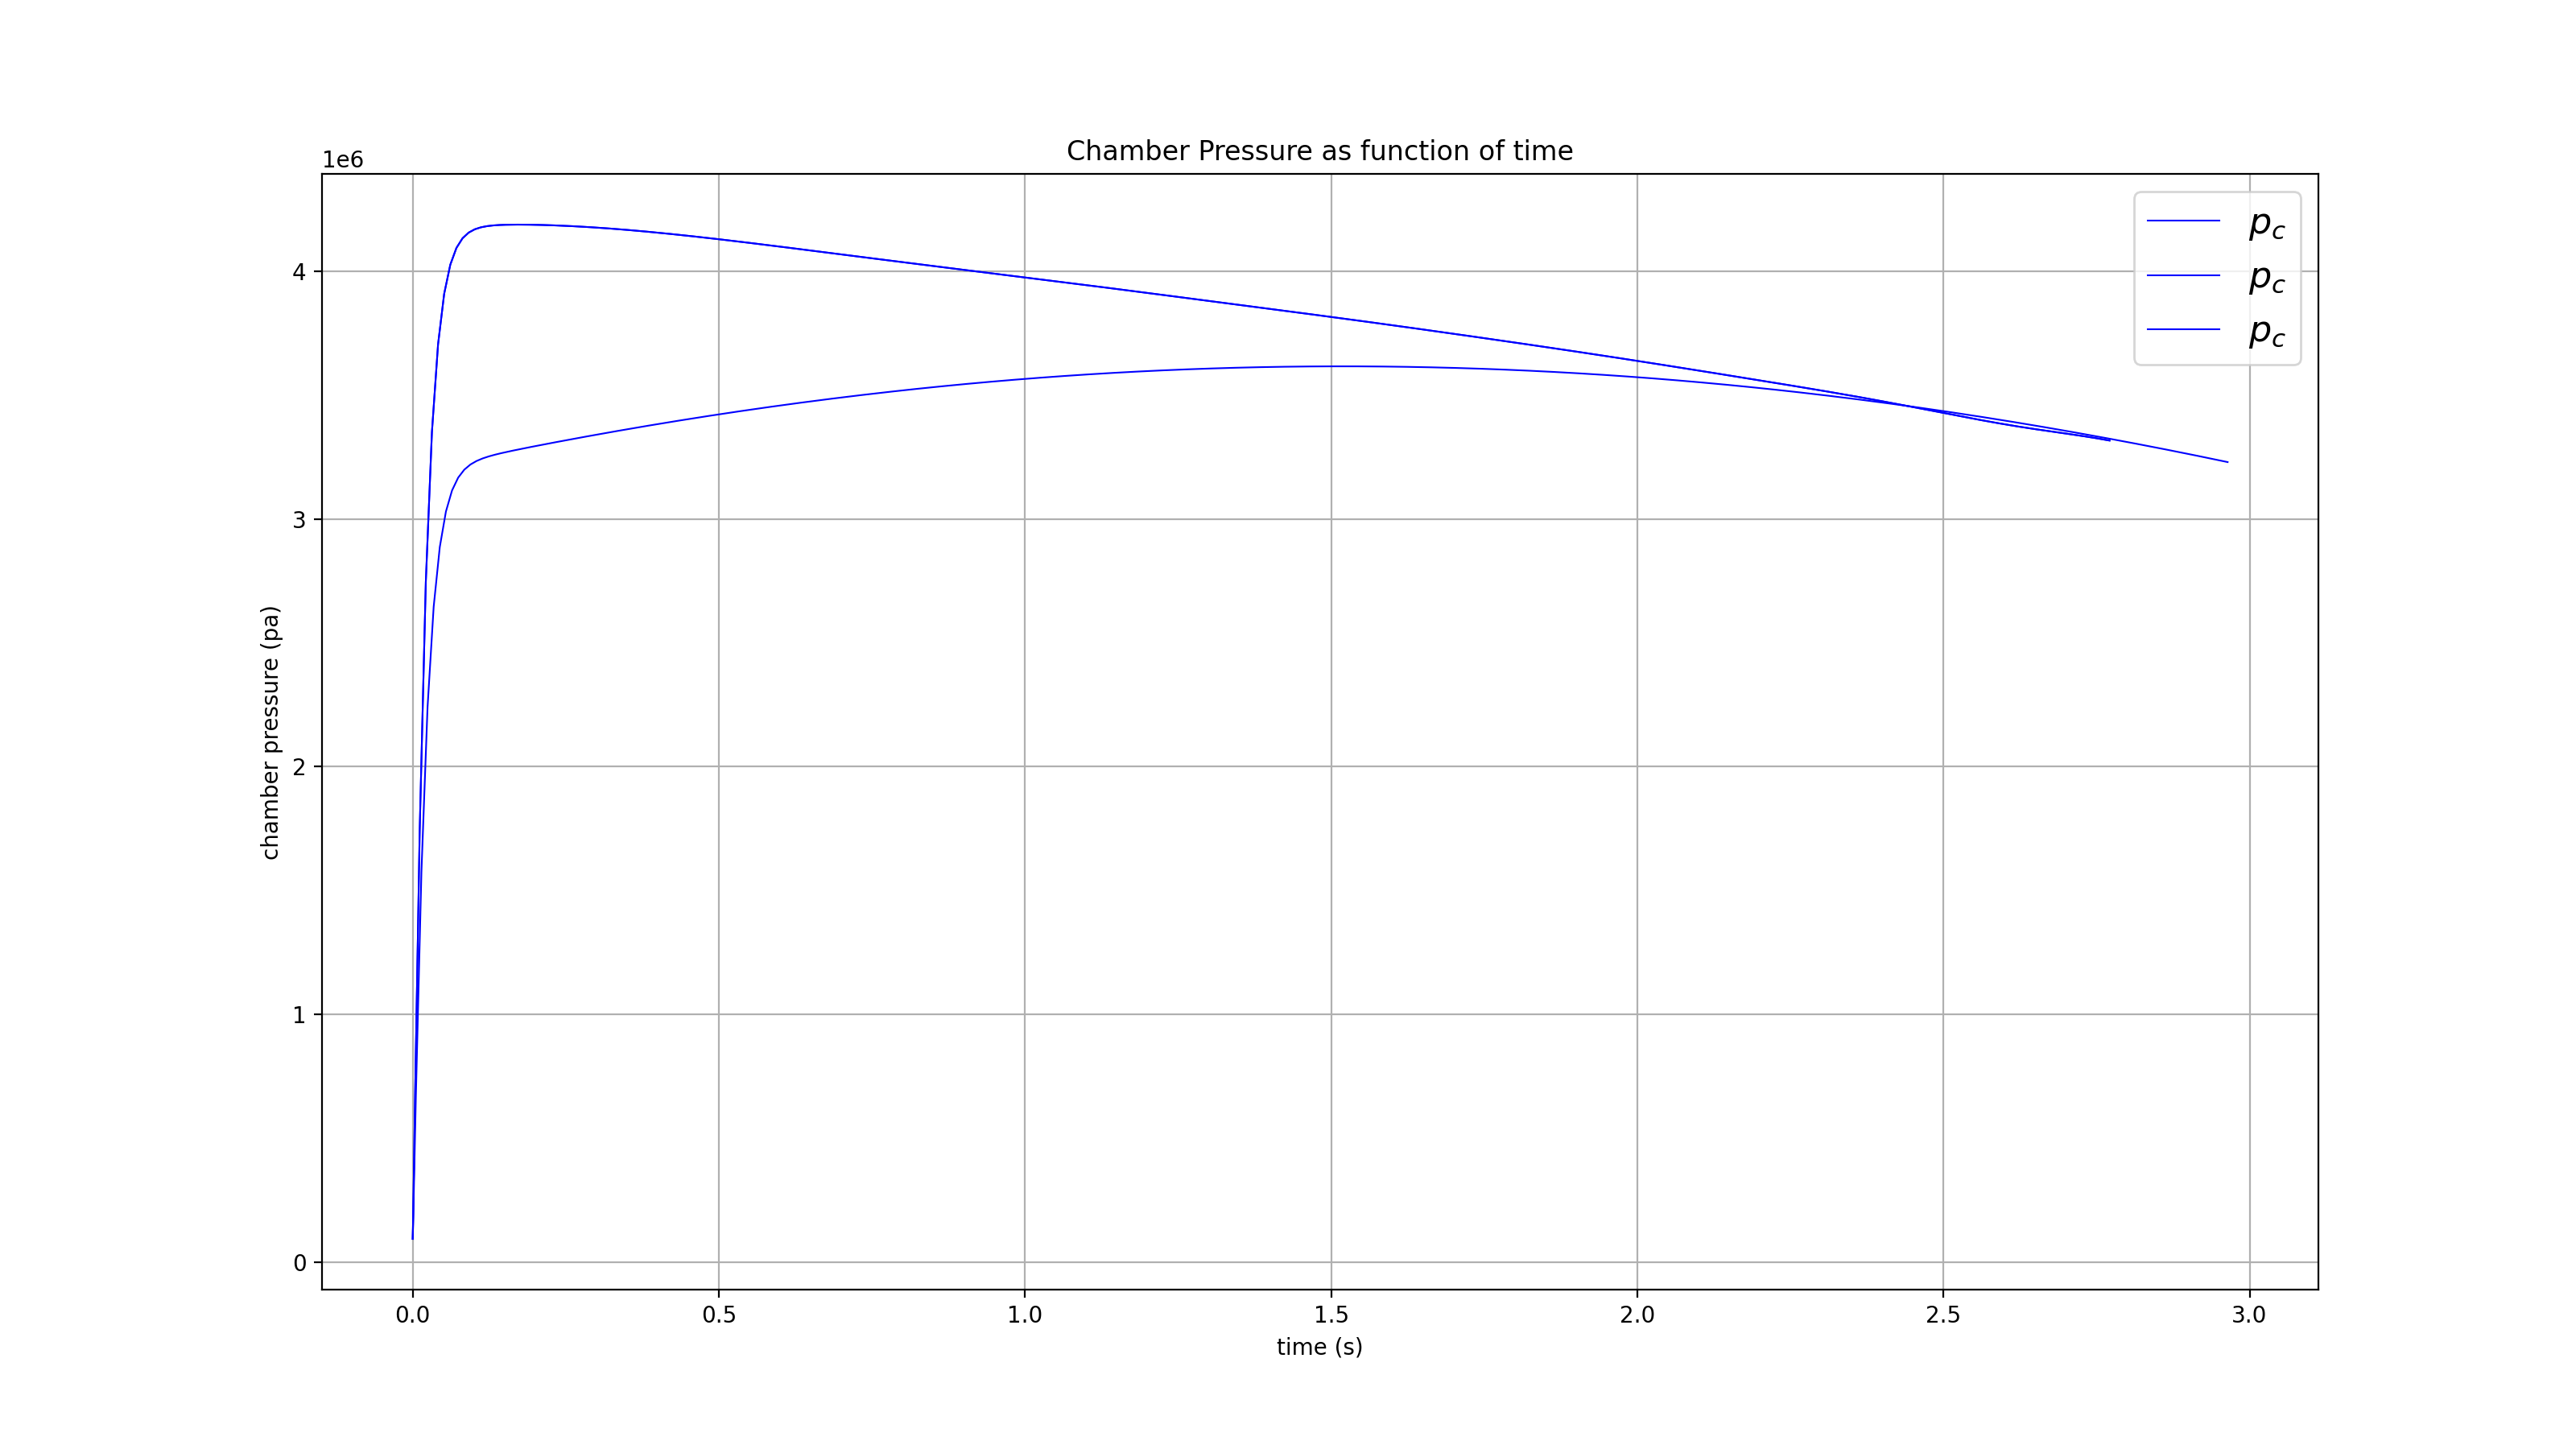 Chamber Pressure as function of time
1e6
p_c
p_c
p_c
4
3
2
1
0
chamber pressure (pa)
0.0 0.5 1.0 1.5 2.0 2.5 3.0
time (s)